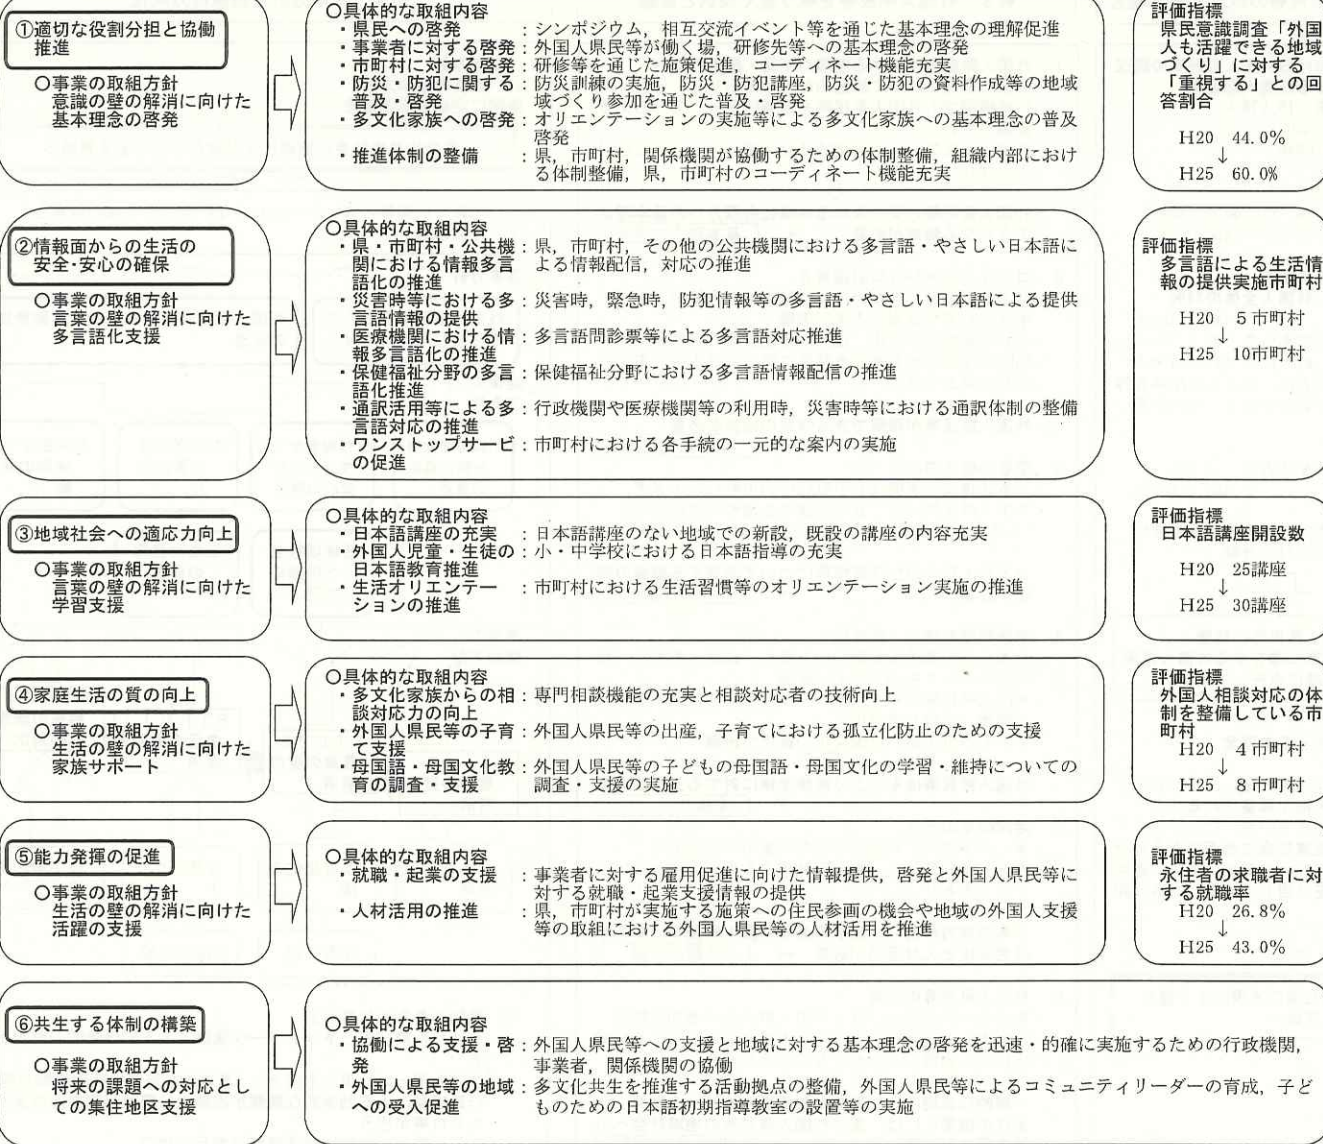 ①適切な役割分担と協働
推進
○事業の取組方針
意識の壁の解消に向けた
基本理念の啓発
○具体的な取組内容
・県民への啓発 : シンポジウム，相互交流イベント等を通じた基本理念の理解促進
・事業者に対する啓発 : 外国人県民等が働く場，研修先等への基本理念の啓発
・市町村に対する啓発 : 研修等を通じた施策促進，コーディネート機能充実
・防災・防犯に関する : 防災訓練の実施，防災・防犯講座，防災・防犯の資料作成等の地域
普及・啓発 域づくり参加を通じた普及・啓発
・多文化家族への啓発 : オリエンテーションの実施等による多文化家族への基本理念の普及
啓発
・推進体制の整備 : 県，市町村，関係機関が協働するための体制整備，組織内部におけ
る体制整備，県，市町村のコーディネート機能充実
評価指標
県民意識調査「外国
人も活躍できる地域
づくり」に対する
「重視する」との回
答割合
H20 44.0%
↓
H25 60.0%
②情報面からの生活の
安全・安心の確保
○事業の取組方針
言葉の壁の解消に向けた
多言語化支援
○具体的な取組内容
・県・市町村・公共機 : 県，市町村，その他の公共機関における多言語・やさしい日本語に
関における情報多言 よる情報配信，対応の推進
語化の推進
・災害時等における多 : 災害時，緊急時，防犯情報等の多言語・やさしい日本語による提供
言語情報の提供
・医療機関における情 : 多言語問診票等による多言語対応推進
報多言語化の推進
・保健福祉分野の多言 : 保健福祉分野における多言語情報配信の推進
語化推進
・通訳活用等による多 : 行政機関や医療機関等の利用時，災害時等における通訳体制の整備
言語対応の推進
・ワンストップサービ : 市町村における各手続の一元的な案内の実施
の促進
評価指標
多言語による生活情
報の提供実施市町村
H20 5市町村
↓
H25 10市町村
③地域社会への適応力向上
○事業の取組方針
言葉の壁の解消に向けた
学習支援
○具体的な取組内容
・日本語講座の充実 : 日本語講座のない地域での新設，既設の講座の内容充実
・外国人児童・生徒の : 小・中学校における日本語指導の充実
日本語教育推進
・生活オリエンテー : 市町村における生活習慣等のオリエンテーション実施の推進
ションの推進
評価指標
日本語講座開設数
H20 25講座
↓
H25 30講座
④家庭生活の質の向上
○事業の取組方針
生活の壁の解消に向けた
家族サポート
○具体的な取組内容
・多文化家族からの相 : 専門相談機能の充実と相談対応者の技術向上
談対応力の向上
・外国人県民等の子育 : 外国人県民等の出産，子育てにおける孤立化防止のための支援
て支援
・母国語・母国文化教 : 外国人県民等の子どもの母国語・母国文化の学習・維持についての
育の調査・支援 調査・支援の実施
評価指標
外国人相談対応の体
制を整備している市
町村
H20 4市町村
↓
H25 8市町村
⑤能力発揮の促進
○事業の取組方針
生活の壁の解消に向けた
活躍の支援
○具体的な取組内容
・就職・起業の支援 : 事業者に対する雇用促進に向けた情報提供，啓発と外国人県民等に
対する就職・起業支援情報の提供
・人材活用の推進 : 県，市町村が実施する施策への住民参画の機会や地域の外国人支援
等の取組における外国人県民等の人材活用を推進
評価指標
永住者の求職者に対
する就職率
H20 26.8%
↓
H25 43.0%
⑥共生する体制の構築
○事業の取組方針
将来の課題への対応とし
ての集住地区支援
○具体的な取組内容
・協働による支援・啓 : 外国人県民等への支援と地域に対する基本理念の啓発を迅速・的確に実施するための行政機関，
発 事業者，関係機関の協働
・外国人県民等の地域 : 多文化共生を推進する活動拠点の整備，外国人県民等によるコミュニティリーダーの育成，子ど
への受入促進 ものための日本語初期指導教室の設置等の実施